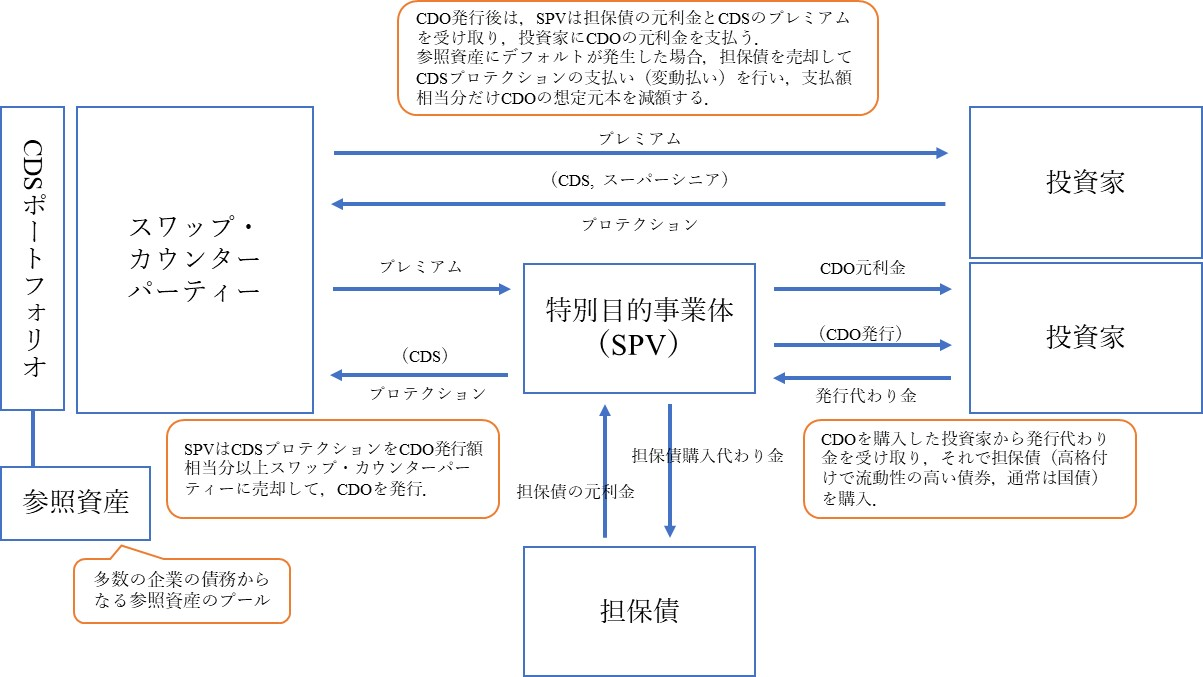 CDO発行後は，SPVは担保債の元利金とCDSのプレミアム
を受け取り，投資家にCDOの元利金を支払う．
参照資産にデフォルトが発生した場合，担保債を売却して
CDSプロテクションの支払い（変動払い）を行い，支払額
相当分だけCDOの想定元本を減額する．
CDSポートフォリオ
スワップ・
カウンター
パーティー
プレミアム
（CDS, スーパーシニア）
プロテクション
投資家
プレミアム
（CDS）
プロテクション
特別目的事業体
（SPV）
CDO元利金
（CDO発行）
発行代わり金
投資家
SPVはCDSプロテクションをCDO発行額
相当分以上スワップ・カウンターパー
ティーに売却して，CDOを発行．
担保債購入代わり金
担保債の元利金
CDOを購入した投資家から発行代わり
金を受け取り，それで担保債（高格付
けで流動性の高い債券，通常は国債）
を購入．
参照資産
多数の企業の債務から
なる参照資産のプール
担保債